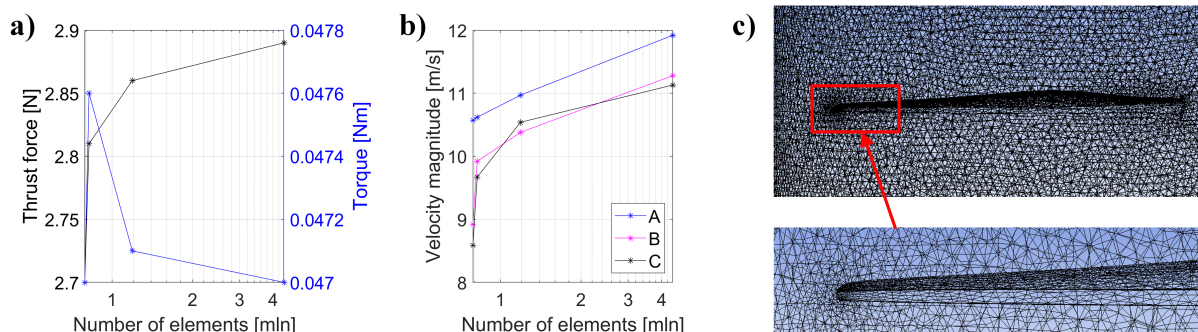 a)
2.9
2.85
2.8
2.75
2.7
Thrust force [N]
0.0478
0.0476
0.0474
0.0472
0.047
Torque [Nm]
1 2 3 4
Number of elements [mln]
b)
12
11
10
9
8
Velocity magnitude [m/s]
A
B
C
1 2 3 4
Number of elements [mln]
c)